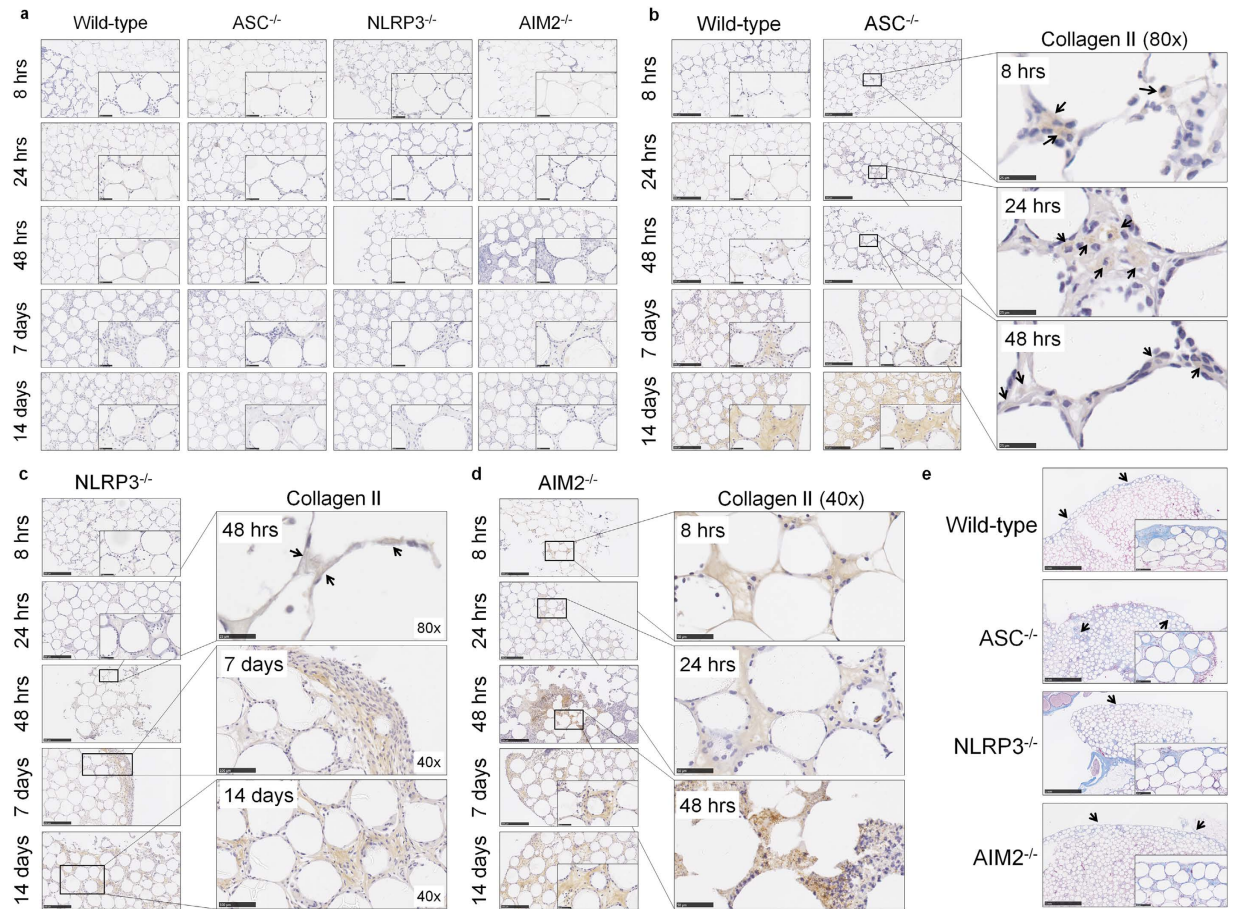 a
Wild-type ASC-/- NLRP3-/- AIM2-/-
8 hrs
24 hrs
48 hrs
7 days
14 days
b
Wild-type ASC-/- Collagen II (80x)
8 hrs
24 hrs
48 hrs
7 days
14 days
8 hrs
24 hrs
48 hrs
c
NLRP3-/-
Collagen II
8 hrs
24 hrs
48 hrs
7 days
14 days
48 hrs
80x
7 days
40x
14 days
40x
d
AIM2-/-
Collagen II (40x)
8 hrs
24 hrs
48 hrs
7 days
14 days
8 hrs
24 hrs
48 hrs
e
Wild-type
ASC-/-
NLRP3-/-
AIM2-/-